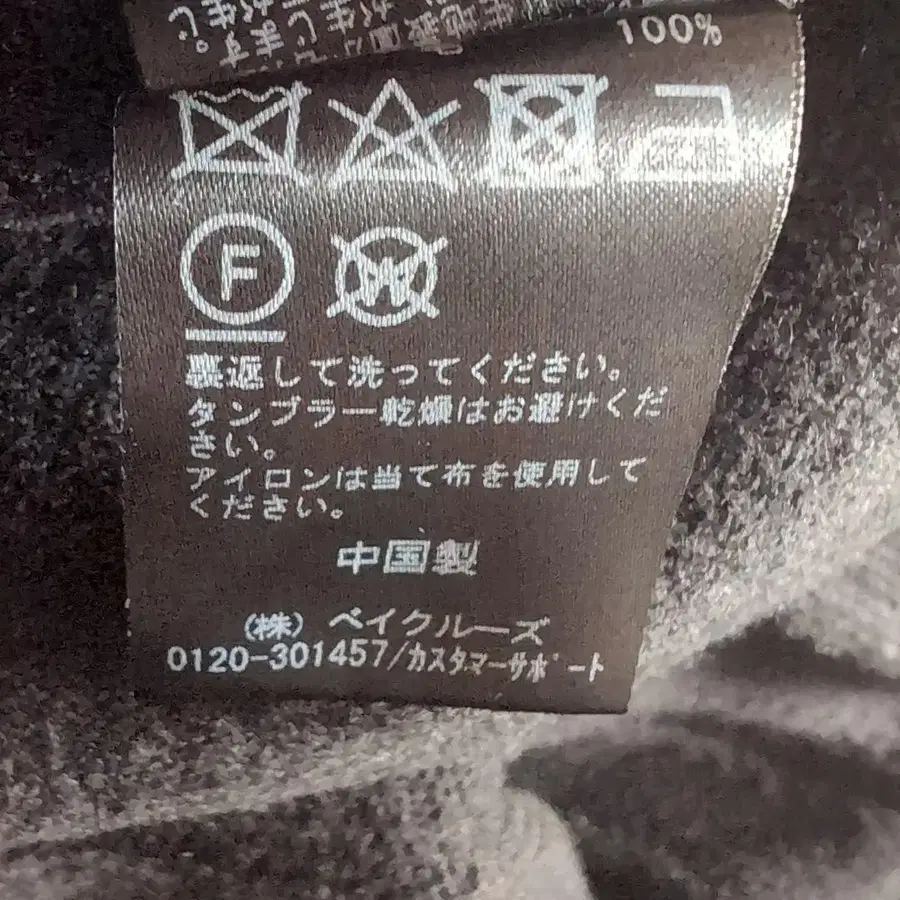 100%
F
W
裏返して洗ってください。
タンブラー乾燥はお避けくだ
さい。
アイロンは当て布を使用して
ください。
中国製
(株) ベイクルーズ
0120-301457/カスタマーサポート